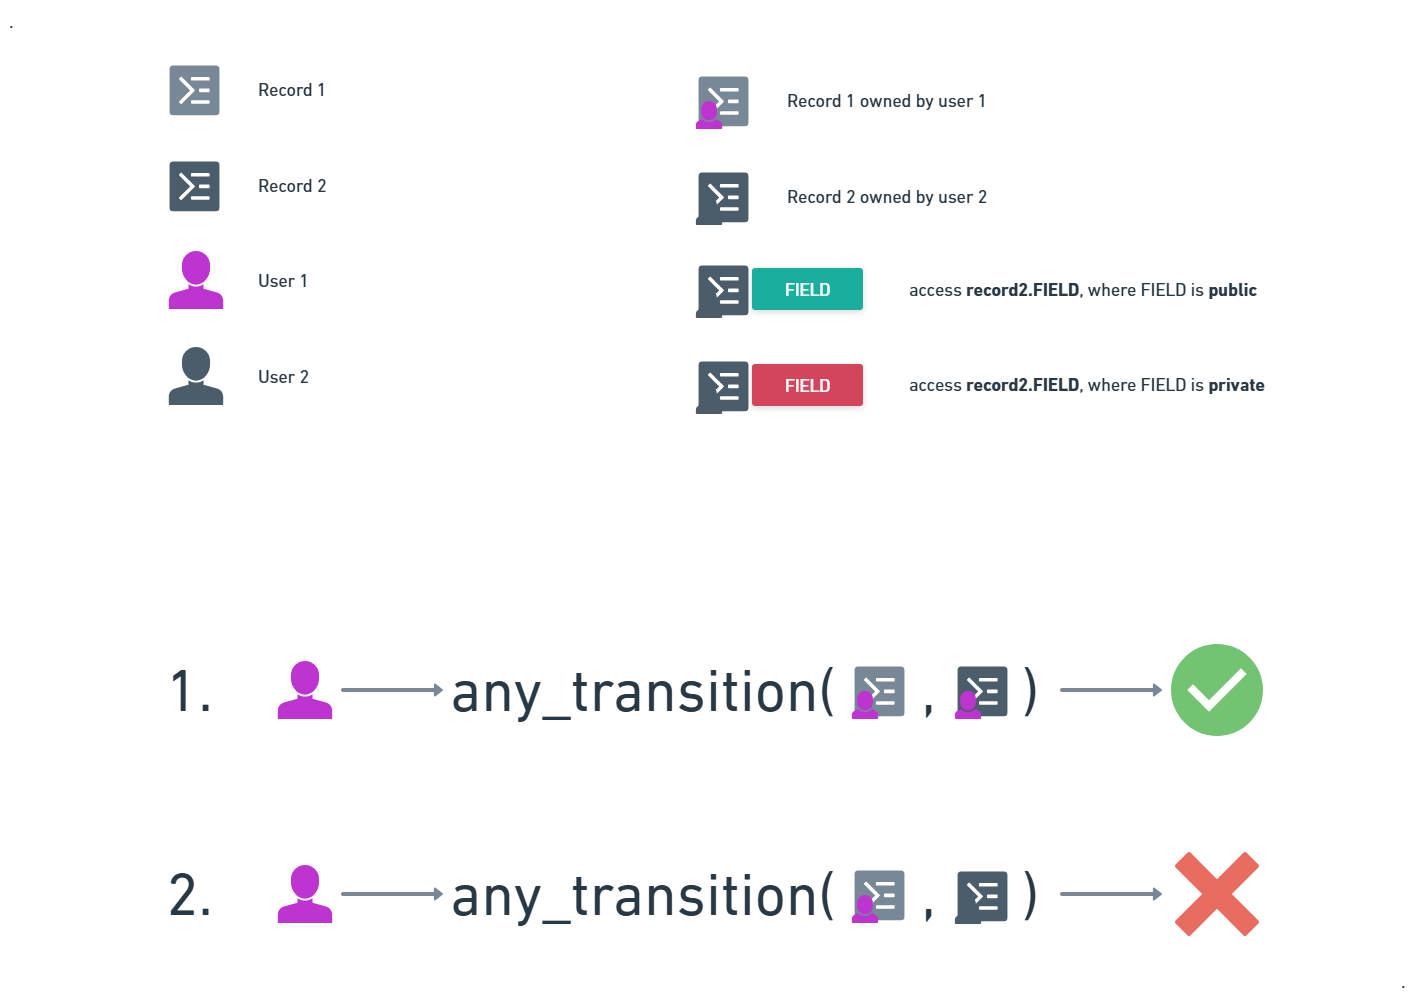 Record 1
Record 2
User 1
User 2
Record 1 owned by user 1
Record 2 owned by user 2
FIELD access record2.FIELD, where FIELD is public
FIELD access record2.FIELD, where FIELD is private
1. any_transition( , )
2. any_transition( , )